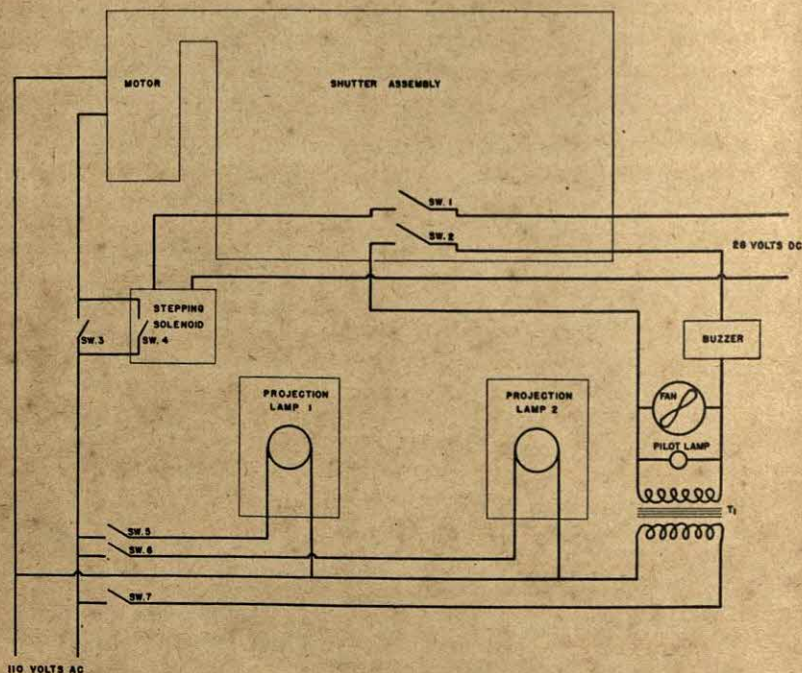 MOTOR
SHUTTER ASSEMBLY
SW. 1
SW. 2
28 VOLTS DC
STEPPING
SOLENOID
SW. 3
SW. 4
BUZZER
PROJECTION
LAMP 1
PROJECTION
LAMP 2
FAN
PILOT LAMP
T1
SW. 5
SW. 6
SW. 7
110 VOLTS AC